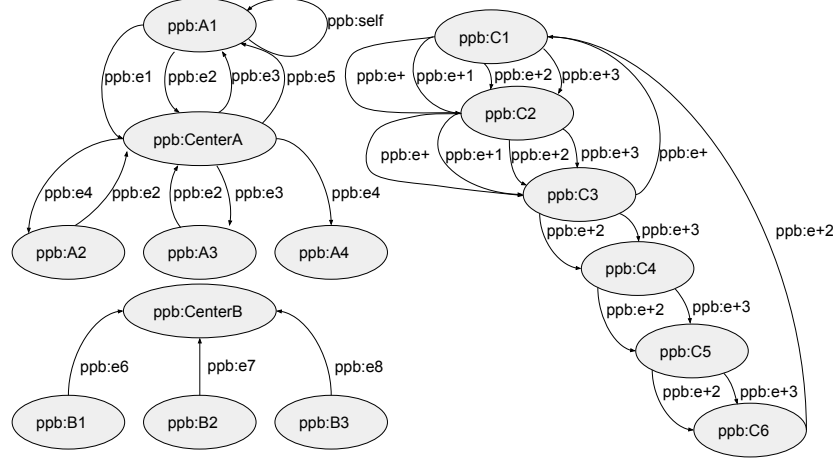 ppb:A1
ppb:self
ppb:e1
ppb:e2
ppb:e3
ppb:e5
ppb:CenterA
ppb:e4
ppb:e2
ppb:e2
ppb:e3
ppb:e4
ppb:A2
ppb:A3
ppb:A4
ppb:CenterB
ppb:e6
ppb:e7
ppb:e8
ppb:B1
ppb:B2
ppb:B3
ppb:C1
ppb:e+
ppb:e+1
ppb:e+2
ppb:e+3
ppb:C2
ppb:e+
ppb:e+1
ppb:e+2
ppb:e+3
ppb:e+
ppb:C3
ppb:e+2
ppb:e+3
ppb:e+2
ppb:C4
ppb:e+2
ppb:e+3
ppb:C5
ppb:e+2
ppb:e+3
ppb:C6